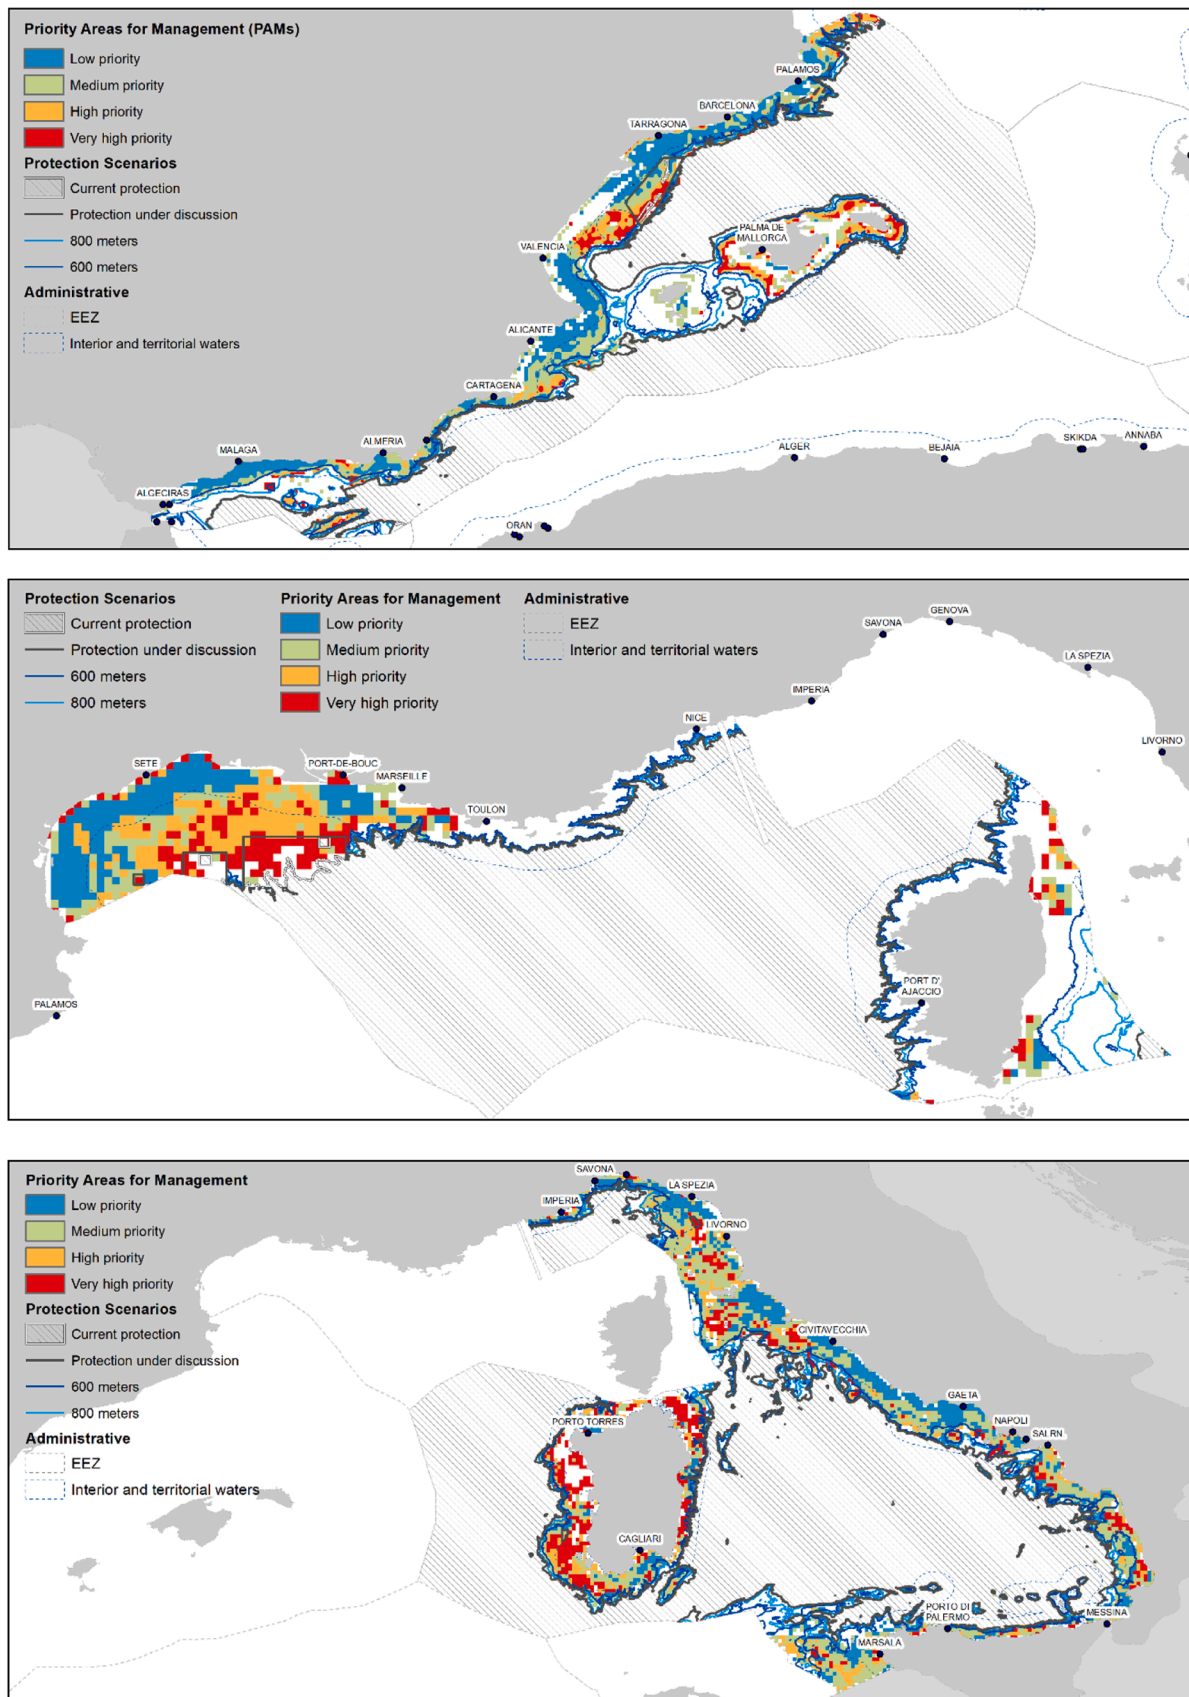 Priority Areas for Management (PAMs)
Low priority
Medium priority
High priority
Very high priority
Protection Scenarios
Current protection
Protection under discussion
800 meters
600 meters
Administrative
EEZ
Interior and territorial waters
PALAMOS
BARCELONA
TARRAGONA
PALMA DE
MALLORCA
VALENCIA
ALICANTE
CARTAGENA
ALMERIA
MALAGA
ALGECIRAS
ORAN
ALGER
BEJAIA
SKIKDA
ANNABA
Protection Scenarios
Current protection
Protection under discussion
600 meters
800 meters
Priority Areas for Management
Low priority
Medium priority
High priority
Very high priority
Administrative
EEZ
Interior and territorial waters
GENOVA
SAVONA
LA SPEZIA
IMPERIA
NICE
LIVORNO
SETE
PORT-DE-BOUC
MARSEILLE
TOULON
PORT D'
AJACCIO
PALAMOS
Priority Areas for Management
Low priority
Medium priority
High priority
Very high priority
Protection Scenarios
Current protection
Protection under discussion
600 meters
800 meters
Administrative
EEZ
Interior and territorial waters
SAVONA
LA SPEZIA
IMPERIA
LIVORNO
CIVITAVECCHIA
GAETA
NAPOLI
SALRN.
PORTO TORRES
CAGLIARI
PORTO DI
PALERMO
MESSINA
MARSALA